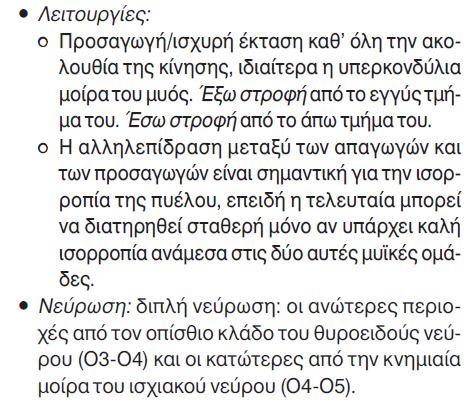 • Λειτουργίες:
o Προσαγωγή/ισχυρή έκταση καθ’ όλη την ακο-
λουθία της κίνησης, ιδιαίτερα η υπερκονδύλια
μοίρα του μυός. Έξω στροφή από το εγγύς τμή-
μα του. Έσω στροφή από το άπω τμήμα του.
o Η αλληλεπίδραση μεταξύ των απαγωγών και
των προσαγωγών είναι σημαντική για την ισορ-
ροπία της πυέλου, επειδή η τελευταία μπορεί
να διατηρηθεί σταθερή μόνο αν υπάρχει καλή
ισορροπία ανάμεσα στις δύο αυτές μυϊκές ομά-
δες.
• Νεύρωση: διπλή νεύρωση: οι ανώτερες περιο-
χές από τον οπίσθιο κλάδο του θυροειδούς νεύ-
ρου (Ο3-Ο4) και οι κατώτερες από την κνημιαία
μοίρα του ισχιακού νεύρου (Ο4-Ο5).